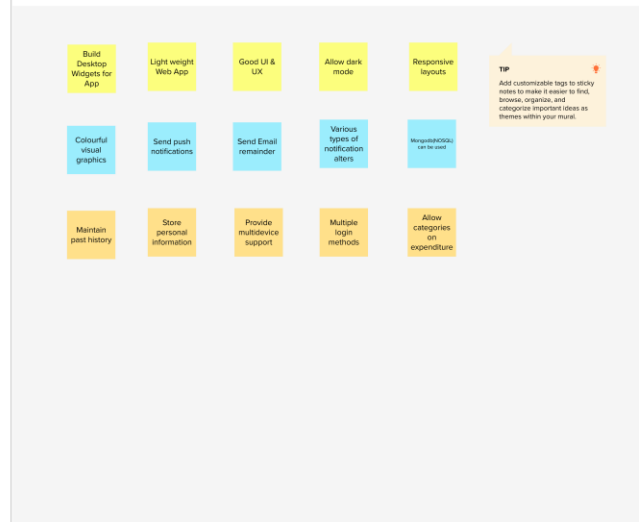 Build
Desktop
Widgets for
App
Light weight
Web App
Good UI &
UX
Allow dark
mode
Responsive
layouts
TIP
Add customizable tags to sticky
notes to make it easier to find,
browse, organize, and
categorize important ideas as
themes within your mural.
Colourful
visual
graphics
Send push
notifications
Send Email
remainder
Various
types of
notification
alters
Mongodb(NOSQL)
can be used
Maintain
past history
Store
personal
information
Provide
multidevice
support
Multiple
login
methods
Allow
categories
on
expenditure